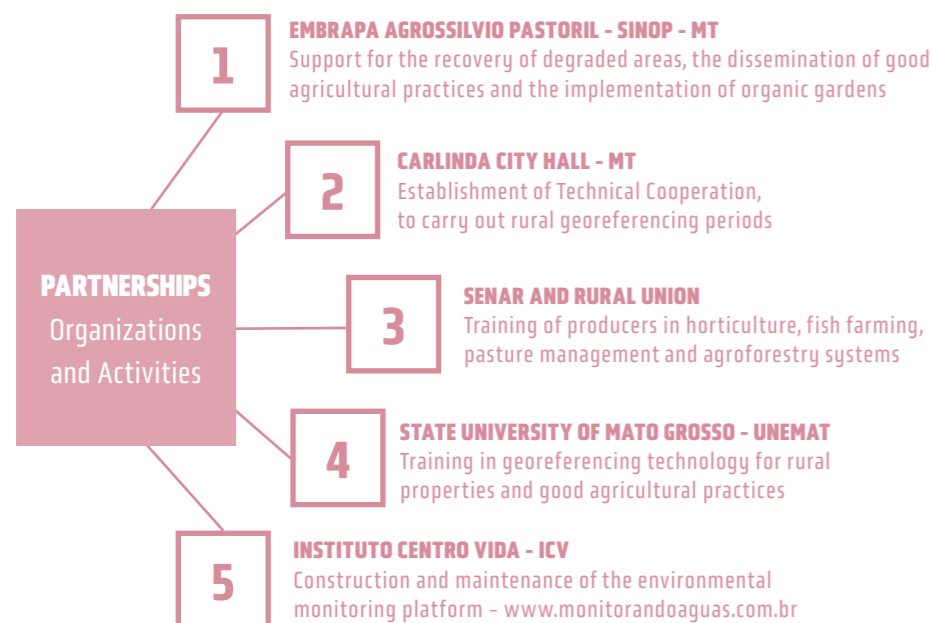 PARTNERSHIPS
Organizations
and Activities
1
EMBRAPA AGROSSILVIO PASTORIL - SINOP - MT
Support for the recovery of degraded areas, the dissemination of good
agricultural practices and the implementation of organic gardens
2
CARLINDA CITY HALL - MT
Establishment of Technical Cooperation,
to carry out rural georeferencing periods
3
SENAR AND RURAL UNION
Training of producers in horticulture, fish farming,
pasture management and agroforestry systems
4
STATE UNIVERSITY OF MATO GROSSO - UNEMAT
Training in georeferencing technology for rural
properties and good agricultural practices
5
INSTITUTO CENTRO VIDA - ICV
Construction and maintenance of the environmental
monitoring platform - www.monitorandoaguas.com.br